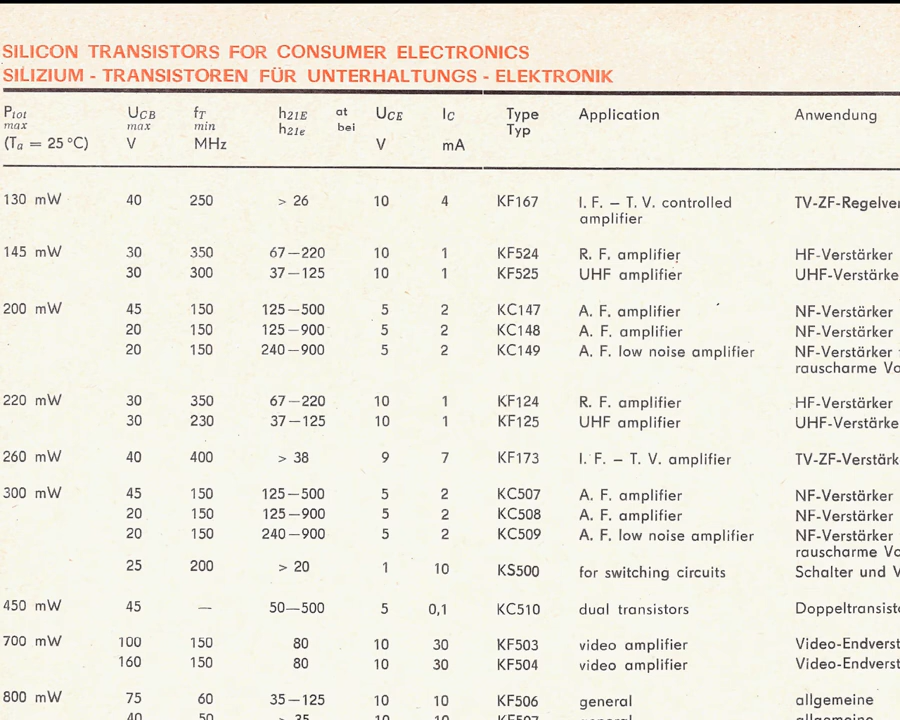 SILICON TRANSISTORS FOR CONSUMER ELECTRONICS
SILIZIUM - TRANSISTOREN FÜR UNTERHALTUNGS - ELEKTRONIK
Ptot UCB fT h21E at UCE IC Type Application Anwendung
max max min h21e bei Typ
(Ta = 25 °C) V MHz V mA
130 mW 40 250 > 26 10 4 KF167 I. F. – T. V. controlled TV-ZF-Regelver
amplifier
145 mW 30 350 67–220 10 1 KF524 R. F. amplifier HF-Verstärker
30 300 37–125 10 1 KF525 UHF amplifier UHF-Verstärke
200 mW 45 150 125–500 5 2 KC147 A. F. amplifier NF-Verstärker
20 150 125–900 5 2 KC148 A. F. amplifier NF-Verstärker
20 150 240–900 5 2 KC149 A. F. low noise amplifier NF-Verstärker
rauscharme Vo
220 mW 30 350 67–220 10 1 KF124 R. F. amplifier HF-Verstärker
30 230 37–125 10 1 KF125 UHF amplifier UHF-Verstärke
260 mW 40 400 > 38 9 7 KF173 I. F. – T. V. amplifier TV-ZF-Verstärk
300 mW 45 150 125–500 5 2 KC507 A. F. amplifier NF-Verstärker
20 150 125–900 5 2 KC508 A. F. amplifier NF-Verstärker
20 150 240–900 5 2 KC509 A. F. low noise amplifier NF-Verstärker
rauscharme Vo
25 200 > 20 1 10 KS500 for switching circuits Schalter und V
450 mW 45 — 50–500 5 0,1 KC510 dual transistors Doppeltransisto
700 mW 100 150 80 10 30 KF503 video amplifier Video-Endverst
160 150 80 10 30 KF504 video amplifier Video-Endverst
800 mW 75 60 35–125 10 10 KF506 general allgemeine
40 50 > 35 10 10 KF507 general allgemeine